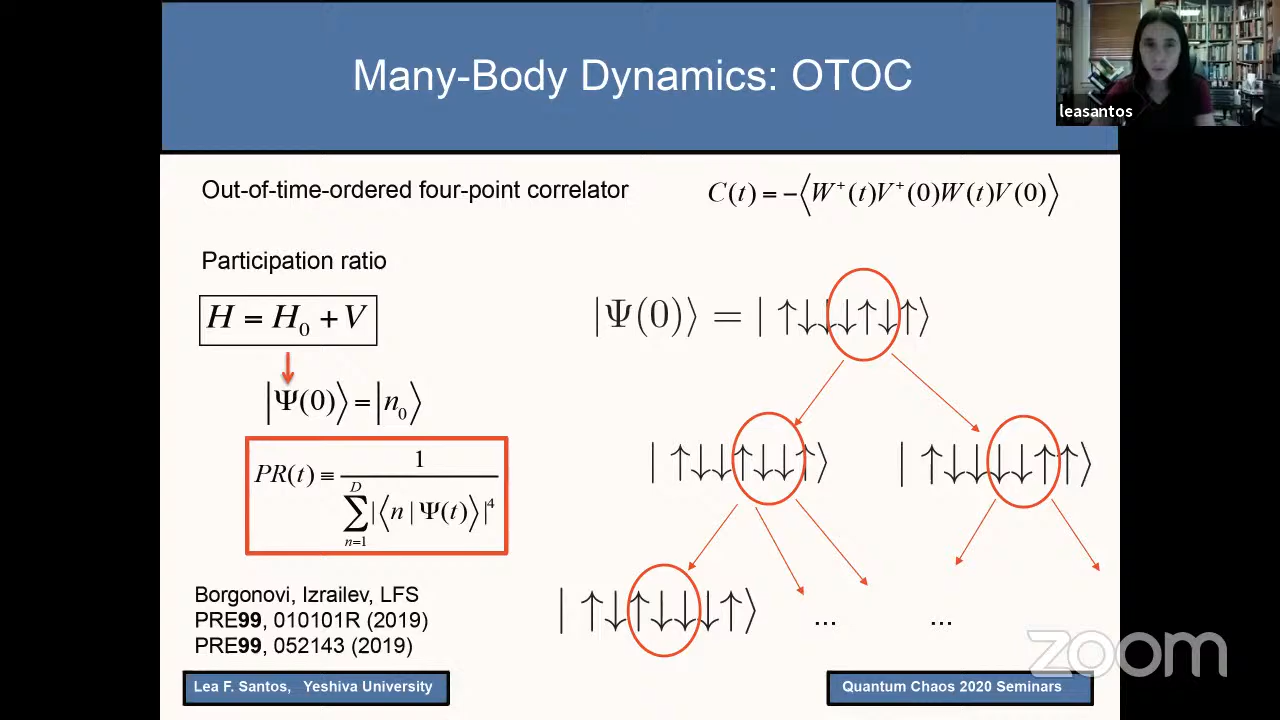 Many-Body Dynamics: OTOC
leasantos
Out-of-time-ordered four-point correlator
C(t) = −⟨W⁺(t)V⁺(0)W(t)V(0)⟩
Participation ratio
H = H₀ + V
|Ψ(0)⟩ = | ↑↓↓↓↑↓↑⟩
|Ψ(0)⟩ = |n₀⟩
| ↑↓↓↑↓↓↑⟩
| ↑↓↓↓↓↑↑⟩
PR(t) ≡ 1 / ∑ₙ₌₁ᴰ |⟨n | Ψ(t)⟩|⁴
| ↑↓↑↓↓↓↑⟩
...
...
Borgonovi, Izrailev, LFS
PRE99, 010101R (2019)
PRE99, 052143 (2019)
zoom
Lea F. Santos, Yeshiva University
Quantum Chaos 2020 Seminars